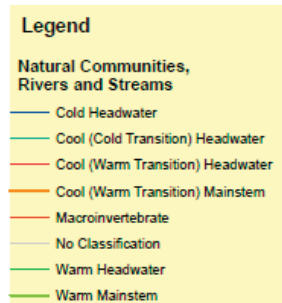 Legend
Natural Communities,
Rivers and Streams
Cold Headwater
Cool (Cold Transition) Headwater
Cool (Warm Transition) Headwater
Cool (Warm Transition) Mainstem
Macroinvertebrate
No Classification
Warm Headwater
Warm Mainstem